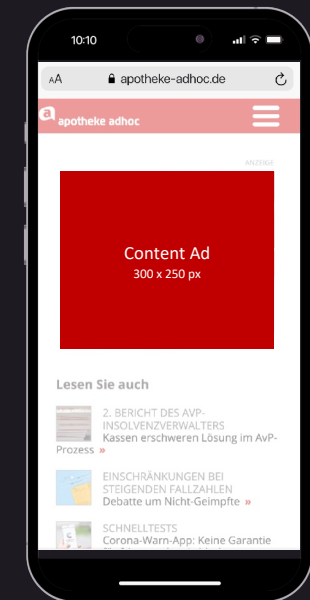 10:10
AA apotheke-adhoc.de
a apotheke adhoc
ANZEIGE
Content Ad
300 x 250 px
Lesen Sie auch
2. BERICHT DES AVP-
INSOLVENZVERWALTERS
Kassen erschweren Lösung im AvP-
Prozess »
EINSCHRÄNKUNGEN BEI
STEIGENDEN FALLZAHLEN
Debatte um Nicht-Geimpfte »
SCHNELLTESTS
Corona-Warn-App: Keine Garantie